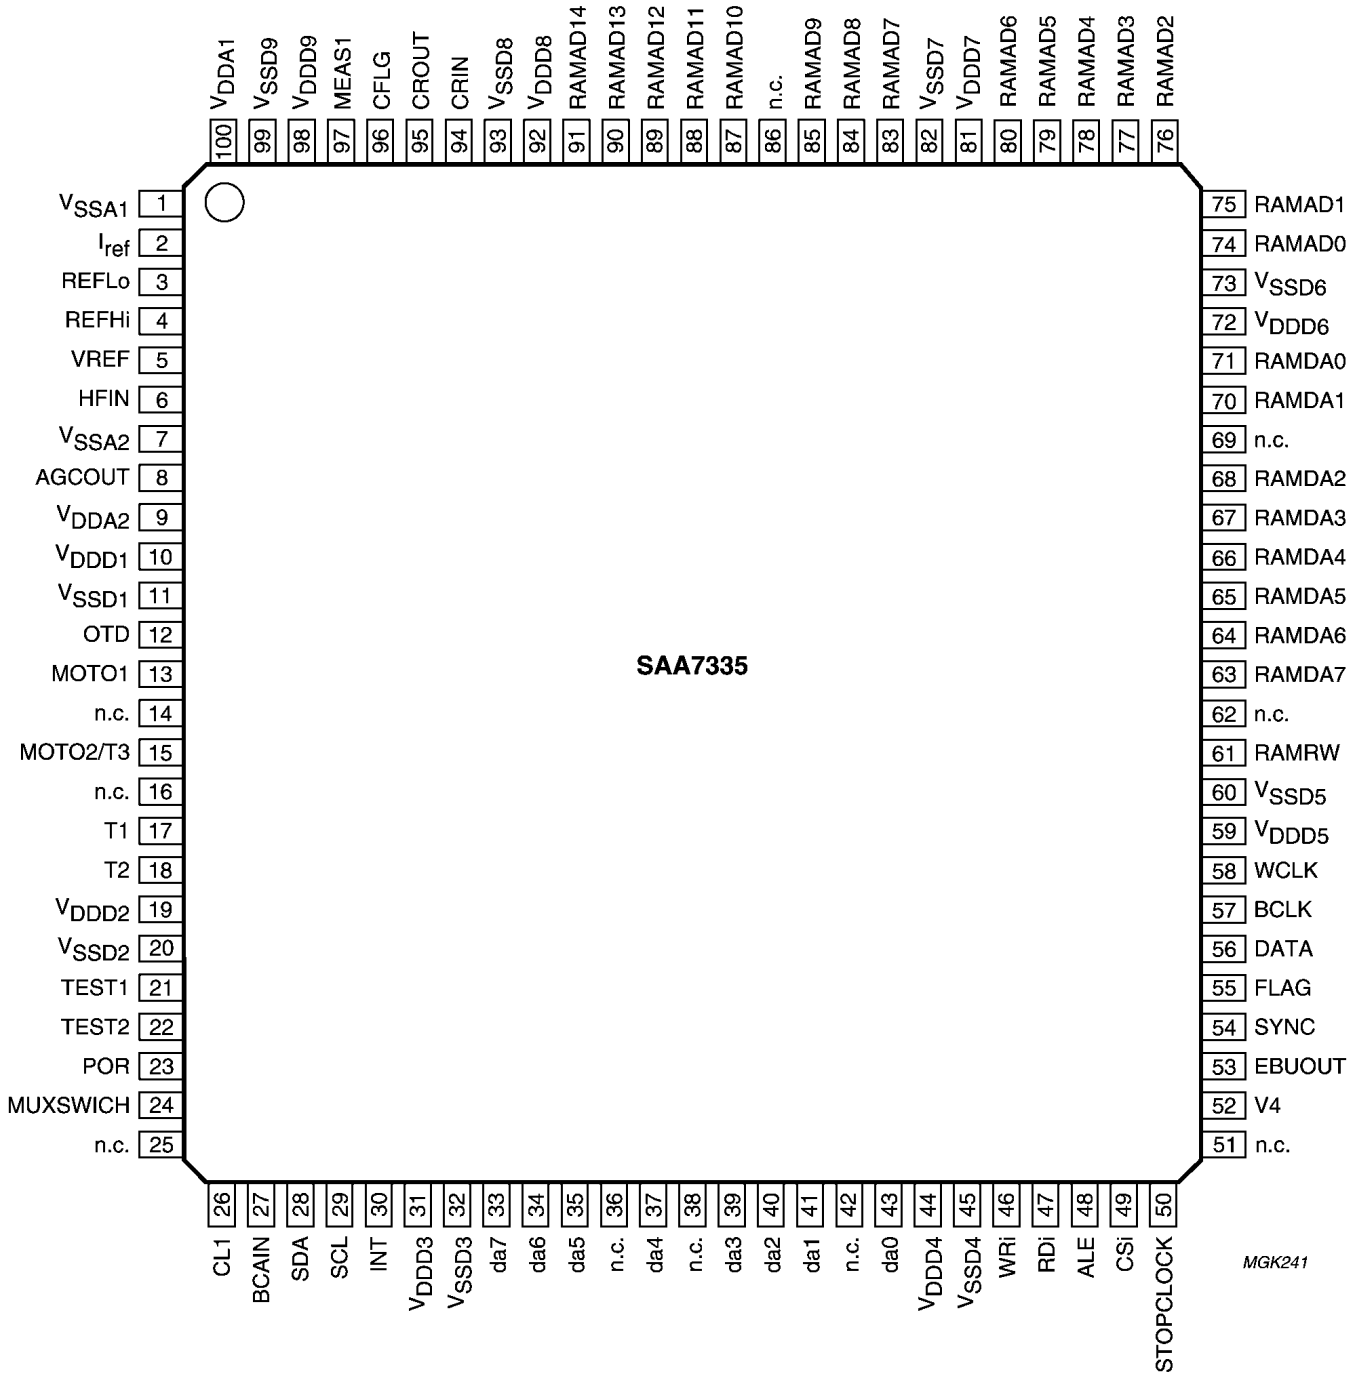 VDDA1 VSSD9 VDDD9 MEAS1 CFLG CROUT CRIN VSSD8 VDDD8 RAMAD14 RAMAD13 RAMAD12 RAMAD11 RAMAD10 n.c. RAMAD9 RAMAD8 RAMAD7 VSSD7 VDDD7 RAMAD6 RAMAD5 RAMAD4 RAMAD3 RAMAD2
100 99 98 97 96 95 94 93 92 91 90 89 88 87 86 85 84 83 82 81 80 79 78 77 76
VSSA1 1
Iref 2
REFLo 3
REFHi 4
VREF 5
HFIN 6
VSSA2 7
AGCOUT 8
VDDA2 9
VDDD1 10
VSSD1 11
OTD 12
MOTO1 13
n.c. 14
MOTO2/T3 15
n.c. 16
T1 17
T2 18
VDDD2 19
VSSD2 20
TEST1 21
TEST2 22
POR 23
MUXSWICH 24
n.c. 25
SAA7335
75 RAMAD1
74 RAMAD0
73 VSSD6
72 VDDD6
71 RAMDA0
70 RAMDA1
69 n.c.
68 RAMDA2
67 RAMDA3
66 RAMDA4
65 RAMDA5
64 RAMDA6
63 RAMDA7
62 n.c.
61 RAMRW
60 VSSD5
59 VDDD5
58 WCLK
57 BCLK
56 DATA
55 FLAG
54 SYNC
53 EBUOUT
52 V4
51 n.c.
26 27 28 29 30 31 32 33 34 35 36 37 38 39 40 41 42 43 44 45 46 47 48 49 50
CL1 BCAIN SDA SCL INT VDDD3 VSSD3 da7 da6 da5 n.c. da4 n.c. da3 da2 da1 n.c. da0 VDDD4 VSSD4 WRi RDi ALE CSi STOPCLOCK
MGK241